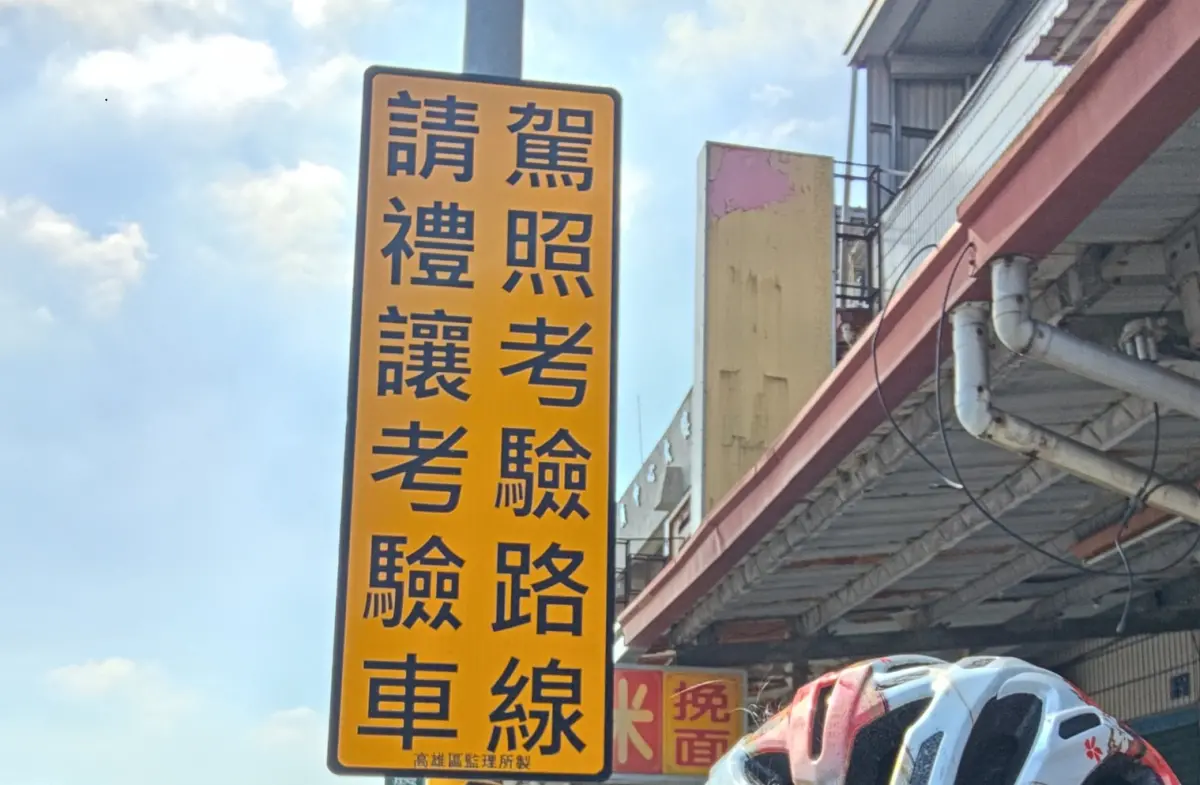 駕照考驗路線
請禮讓考驗車
高雄區監理所製
米
挽面